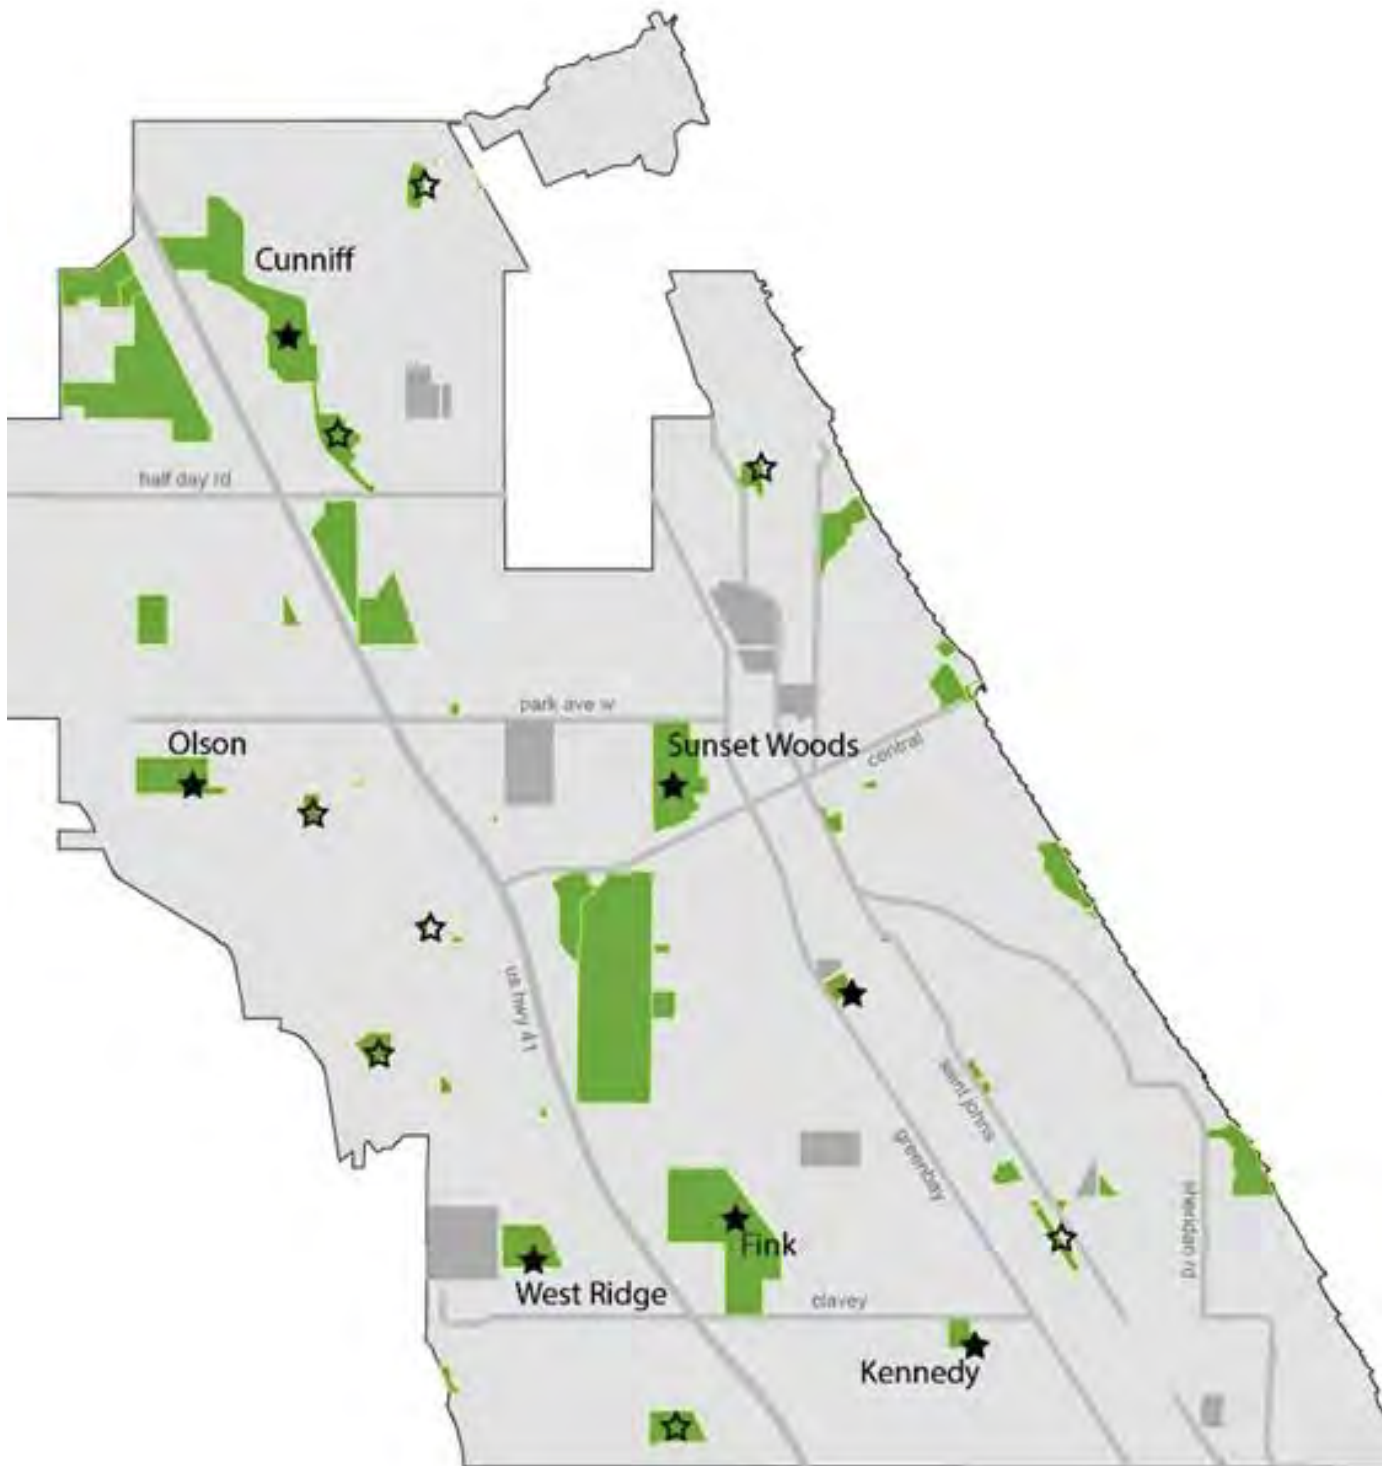 Cunniff
half day rd
park ave w
Olson
Sunset Woods
central
us hwy 41
saint johns
greenbay
sheridan rd
Fink
West Ridge
clavey
Kennedy